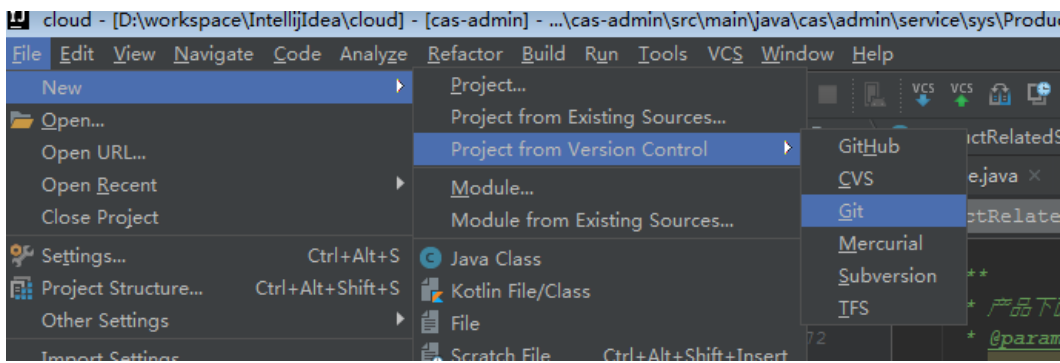 cloud - [D:\workspace\IntellijIdea\cloud] - [cas-admin] - ...\cas-admin\src\main\java\cas\admin\service\sys\Produc
File Edit View Navigate Code Analyze Refactor Build Run Tools VCS Window Help
New
Open...
Open URL...
Open Recent
Close Project
Settings... Ctrl+Alt+S
Project Structure... Ctrl+Alt+Shift+S
Other Settings
Import Settings
Project...
Project from Existing Sources...
Project from Version Control
Module...
Module from Existing Sources...
Java Class
Kotlin File/Class
File
Scratch File Ctrl+Alt+Shift+Insert
GitHub
CVS
Git
Mercurial
Subversion
TFS
VCS VCS
ctRelatedS
e.java
ctRelate
**
* 产品下
72 * @param